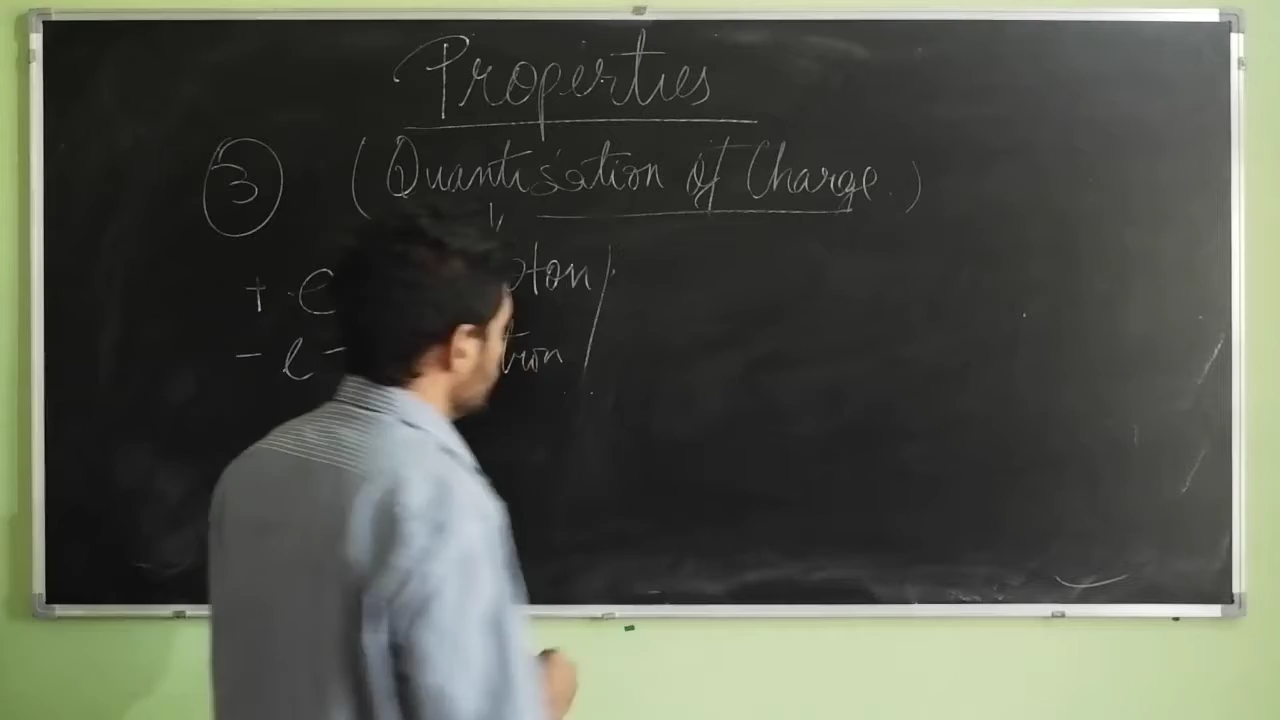 Properties
3 (Quantisation of Charge.)
+ e
- e -